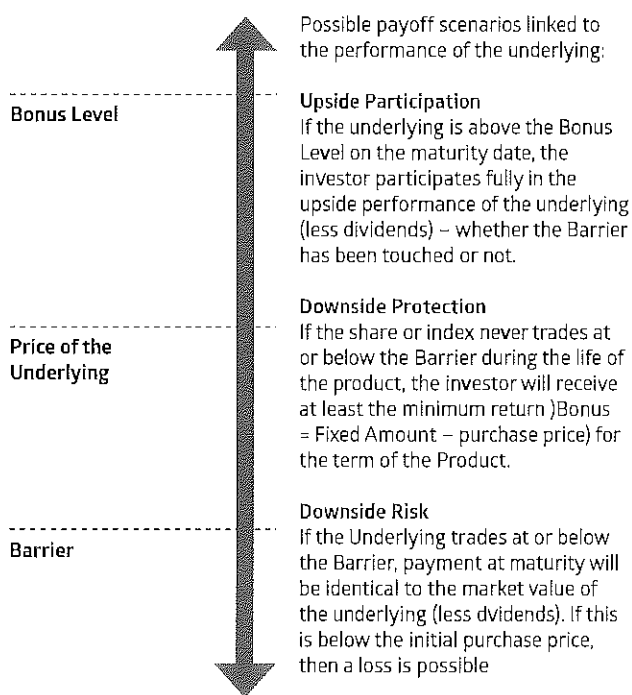 Possible payoff scenarios linked to
the performance of the underlying:
Bonus Level
Upside Participation
If the underlying is above the Bonus
Level on the maturity date, the
investor participates fully in the
upside performance of the underlying
(less dividends) – whether the Barrier
has been touched or not.
Price of the
Underlying
Downside Protection
If the share or index never trades at
or below the Barrier during the life of
the product, the investor will receive
at least the minimum return )Bonus
= Fixed Amount – purchase price) for
the term of the Product.
Barrier
Downside Risk
If the Underlying trades at or below
the Barrier, payment at maturity will
be identical to the market value of
the underlying (less dvidends). If this
is below the initial purchase price,
then a loss is possible